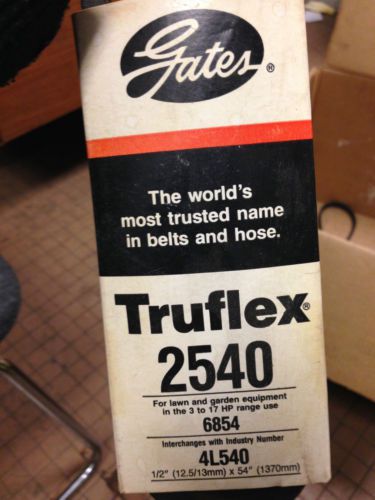 Gates®
The world's
most trusted name
in belts and hose.
Truflex®
2540
For lawn and garden equipment
in the 3 to 17 HP range use
6854
Interchanges with Industry Number
4L540
1/2" (12.5/13mm) x 54" (1370mm)